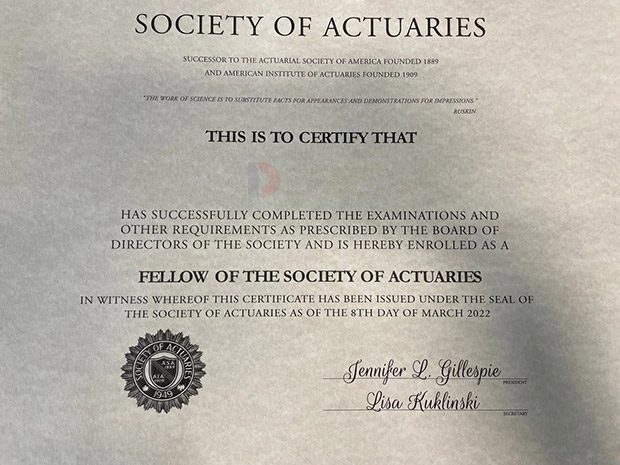 SOCIETY OF ACTUARIES
SUCCESSOR TO THE ACTUARIAL SOCIETY OF AMERICA FOUNDED 1889
AND AMERICAN INSTITUTE OF ACTUARIES FOUNDED 1909
"THE WORK OF SCIENCE IS TO SUBSTITUTE FACTS FOR APPEARANCES AND DEMONSTRATIONS FOR IMPRESSIONS."
RUSKIN
THIS IS TO CERTIFY THAT
HAS SUCCESSFULLY COMPLETED THE EXAMINATIONS AND
OTHER REQUIREMENTS AS PRESCRIBED BY THE BOARD OF
DIRECTORS OF THE SOCIETY AND IS HEREBY ENROLLED AS A
FELLOW OF THE SOCIETY OF ACTUARIES
IN WITNESS WHEREOF THIS CERTIFICATE HAS BEEN ISSUED UNDER THE SEAL OF
THE SOCIETY OF ACTUARIES AS OF THE 8TH DAY OF MARCH 2022
SOCIETY OF ACTUARIES
A.S.A.
1889
A.I.A.
1909
1949
Jennifer L. Gillespie
PRESIDENT
Lisa Kuklinski
SECRETARY